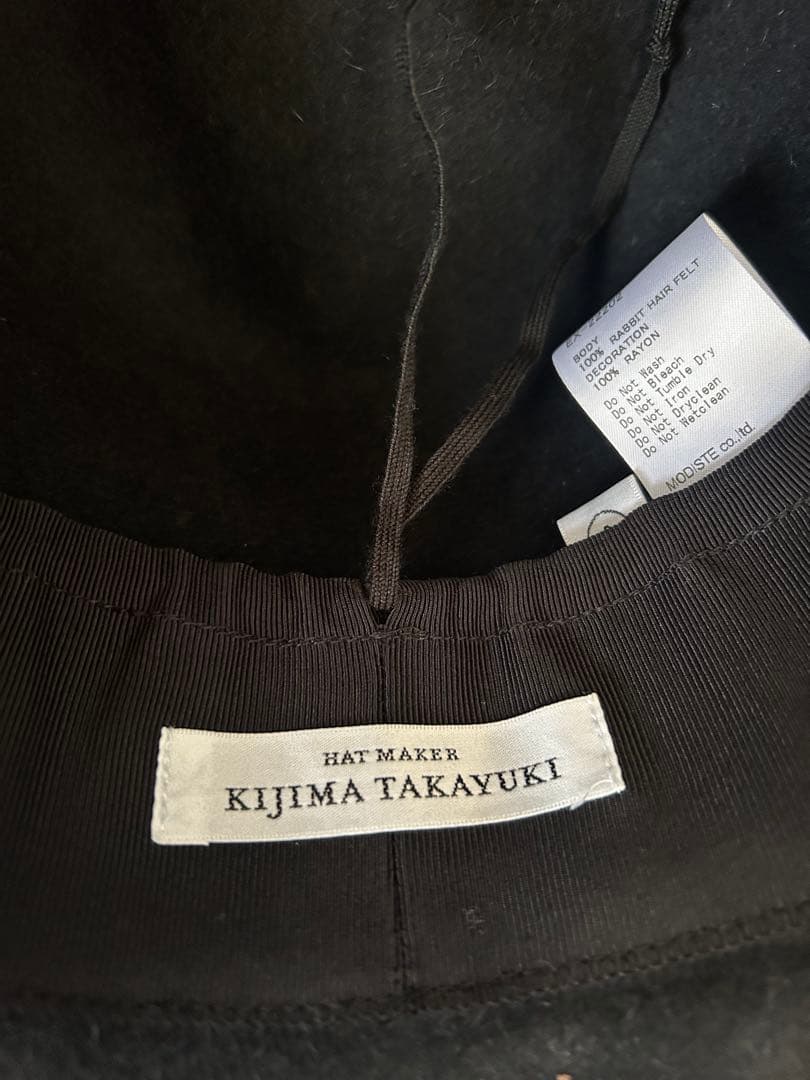 BODY
100% RABBIT HAIR FELT
DECORATION
100% RAYON
Do Not Wash
Do Not Bleach
Do Not Tumble Dry
Do Not Iron
Do Not Dryclean
Do Not Wetclean
MODISTE co.,ltd.
HAT MAKER
KIJIMA TAKAYUKI